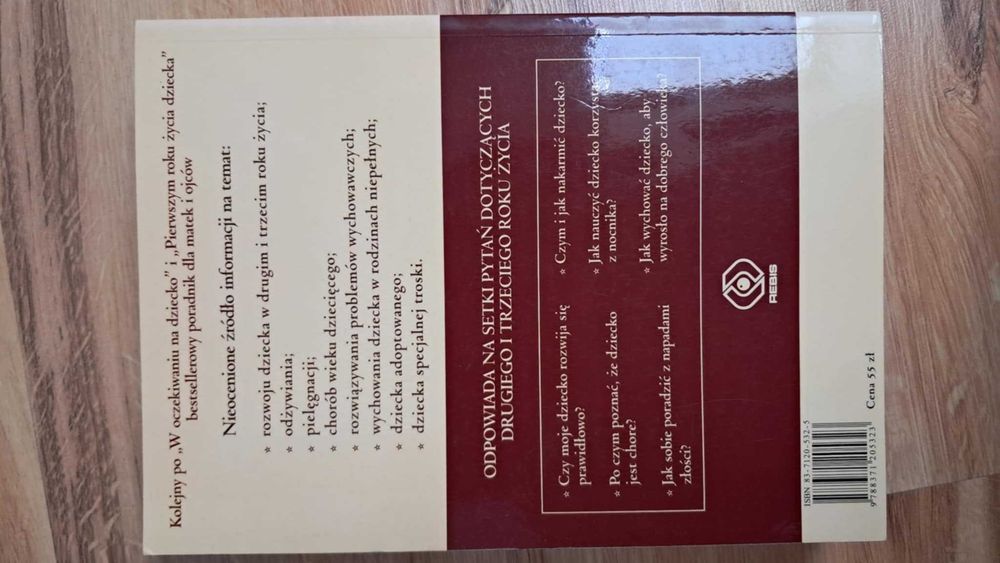 Kolejny po „W oczekiwaniu na dziecko” i „Pierwszym roku życia dziecka”
bestsellerowy poradnik dla matek i ojców
Nieocenione źródło informacji na temat:
* rozwoju dziecka w drugim i trzecim roku życia;
* odżywiania;
* pielęgnacji;
* chorób wieku dziecięcego;
* rozwiązywania problemów wychowawczych;
* wychowania dziecka w rodzinach niepełnych;
* dziecka adoptowanego;
* dziecka specjalnej troski.
ODPOWIADA NA SETKI PYTAŃ DOTYCZĄCYCH
DRUGIEGO I TRZECIEGO ROKU ŻYCIA
* Czy moje dziecko rozwija się
prawidłowo?
* Po czym poznać, że dziecko
jest chore?
* Jak sobie poradzić z napadami
złości?
* Czym i jak nakarmić dziecko?
* Jak nauczyć dziecko korzystać
z nocnika?
* Jak wychować dziecko, aby
wyrosło na dobrego człowieka?
REBIS
ISBN 83-7120-532-5
9 788371 205323
Cena 55 zł